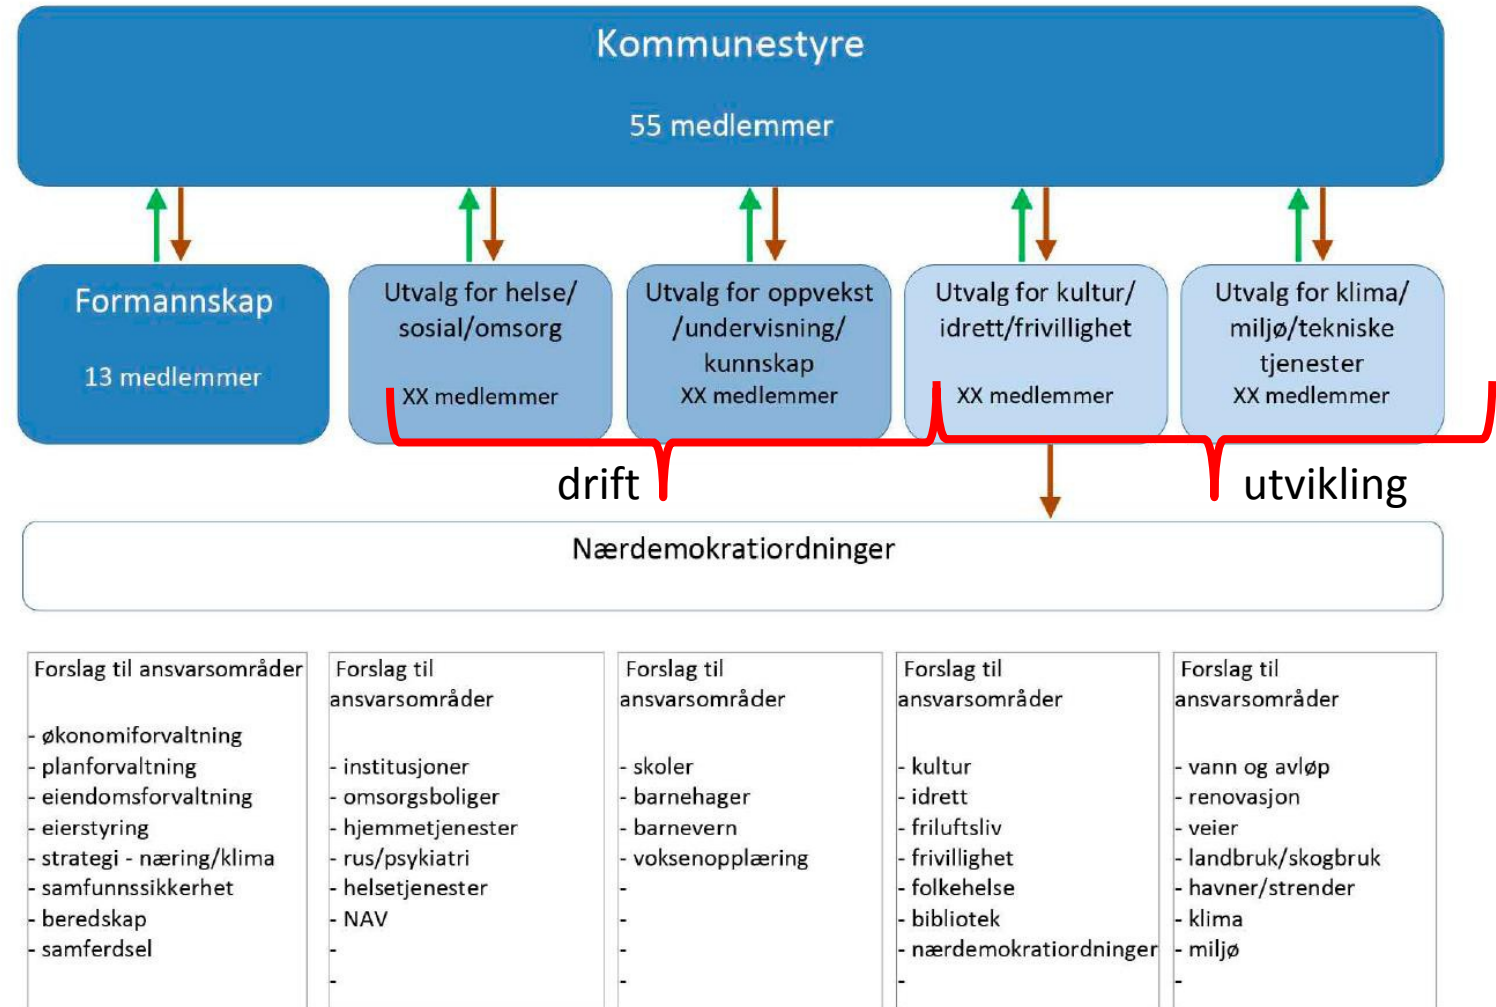 Kommunestyre
55 medlemmer
Formannskap
13 medlemmer
Utvalg for helse/
sosial/omsorg
XX medlemmer
Utvalg for oppvekst
/undervisning/
kunnskap
XX medlemmer
Utvalg for kultur/
idrett/frivillighet
XX medlemmer
Utvalg for klima/
miljø/tekniske
tjenester
XX medlemmer
drift
utvikling
Nærdemokratiordninger
Forslag til ansvarsområder
- økonomiforvaltning
- planforvaltning
- eiendomsforvaltning
- eierstyring
- strategi - næring/klima
- samfunnssikkerhet
- beredskap
- samferdsel
Forslag til
ansvarsområder
- institusjoner
- omsorgsboliger
- hjemmetjenester
- rus/psykiatri
- helsetjenester
- NAV
-
-
Forslag til
ansvarsområder
- skoler
- barnehager
- barnevern
- voksenopplæring
-
-
-
-
Forslag til
ansvarsområder
- kultur
- idrett
- friluftsliv
- frivillighet
- folkehelse
- bibliotek
- nærdemokratiordninger
-
Forslag til
ansvarsområder
- vann og avløp
- renovasjon
- veier
- landbruk/skogbruk
- havner/strender
- klima
- miljø
-